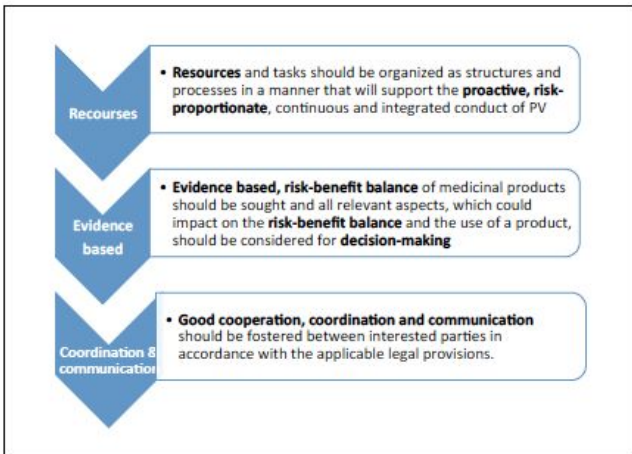 Recourses
• Resources and tasks should be organized as structures and
processes in a manner that will support the proactive, risk-
proportionate, continuous and integrated conduct of PV
Evidence
based
• Evidence based, risk-benefit balance of medicinal products
should be sought and all relevant aspects, which could
impact on the risk-benefit balance and the use of a product,
should be considered for decision-making
Coordination &
communication
• Good cooperation, coordination and communication
should be fostered between interested parties in
accordance with the applicable legal provisions.